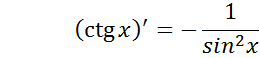 (ctg x)′ = − 1/sin²x